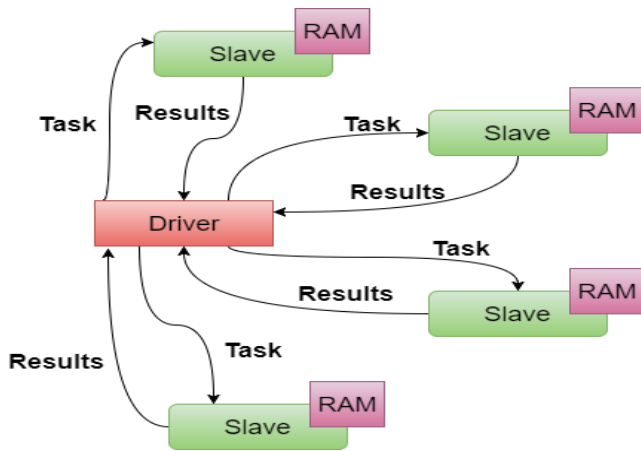 RAM
Slave
Task
Results
RAM
Task
Slave
Results
Driver
Task
Results
RAM
Slave
Results
Task
RAM
Slave